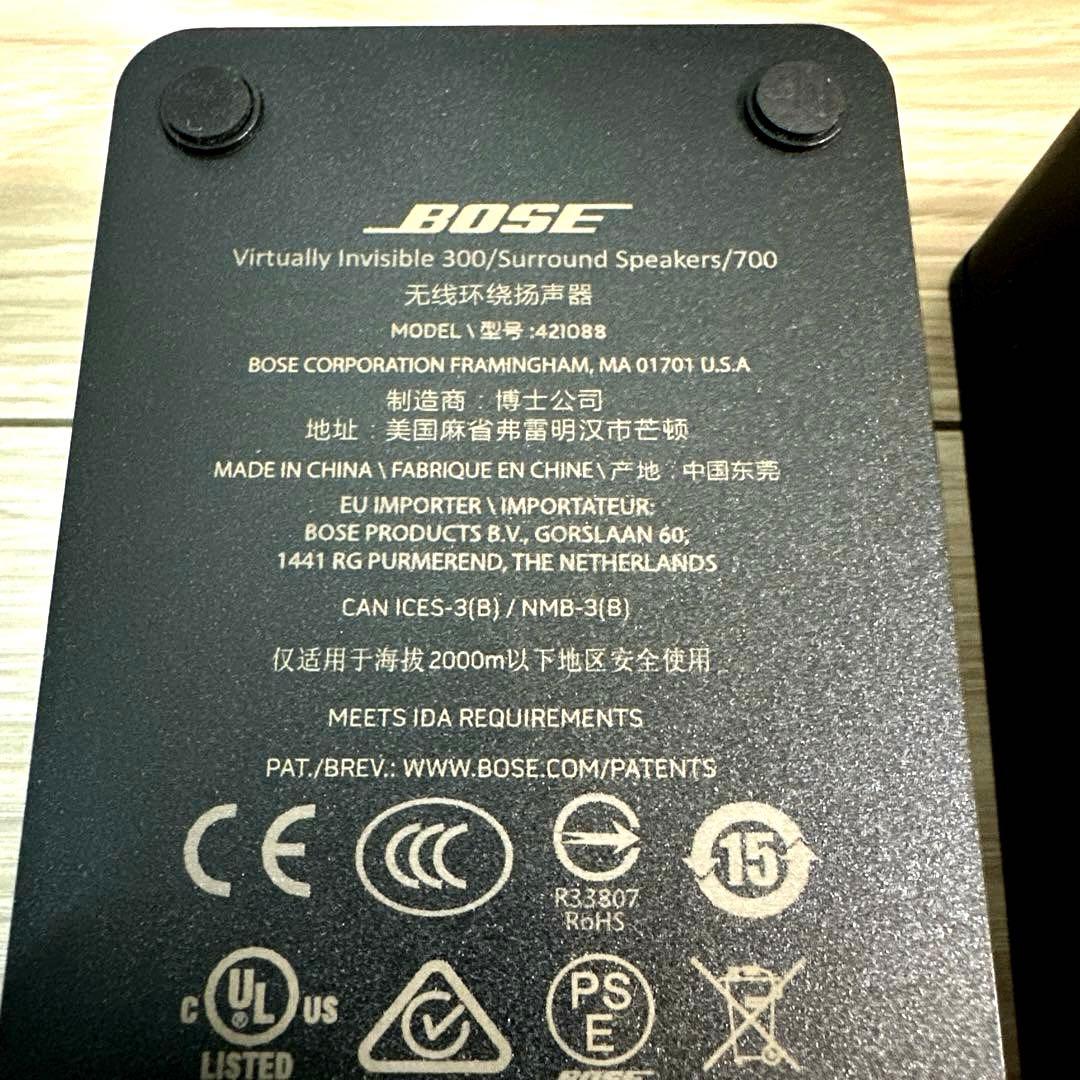 BOSE
Virtually Invisible 300/Surround Speakers/700
无线环绕扬声器
MODEL \ 型号 :421088
BOSE CORPORATION FRAMINGHAM, MA 01701 U.S.A
制造商 : 博士公司
地址 : 美国麻省弗雷明汉市芒顿
MADE IN CHINA \ FABRIQUE EN CHINE \ 产地 : 中国东莞
EU IMPORTER \ IMPORTATEUR:
BOSE PRODUCTS B.V., GORSLAAN 60,
1441 RG PURMEREND, THE NETHERLANDS
CAN ICES-3(B) / NMB-3(B)
仅适用于海拔2000m以下地区安全使用
MEETS IDA REQUIREMENTS
PAT./BREV.: WWW.BOSE.COM/PATENTS
CE CCC 15
R33807
RoHS
C UL® US
LISTED
PS
E
BOSE